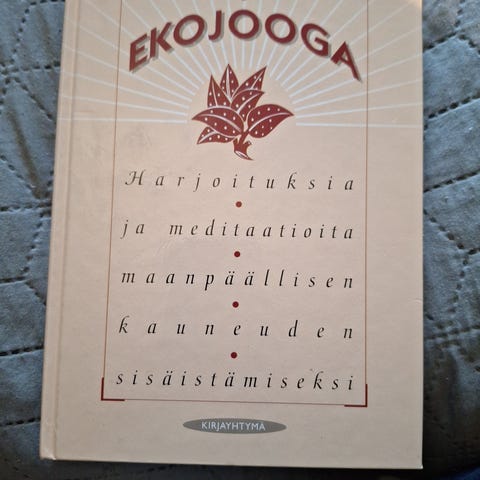 EKOJOOGA
Harjoituksia
ja meditaatioita
maanpäällisen
kauneuden
sisäistämiseksi
KIRJAYHTYMÄ